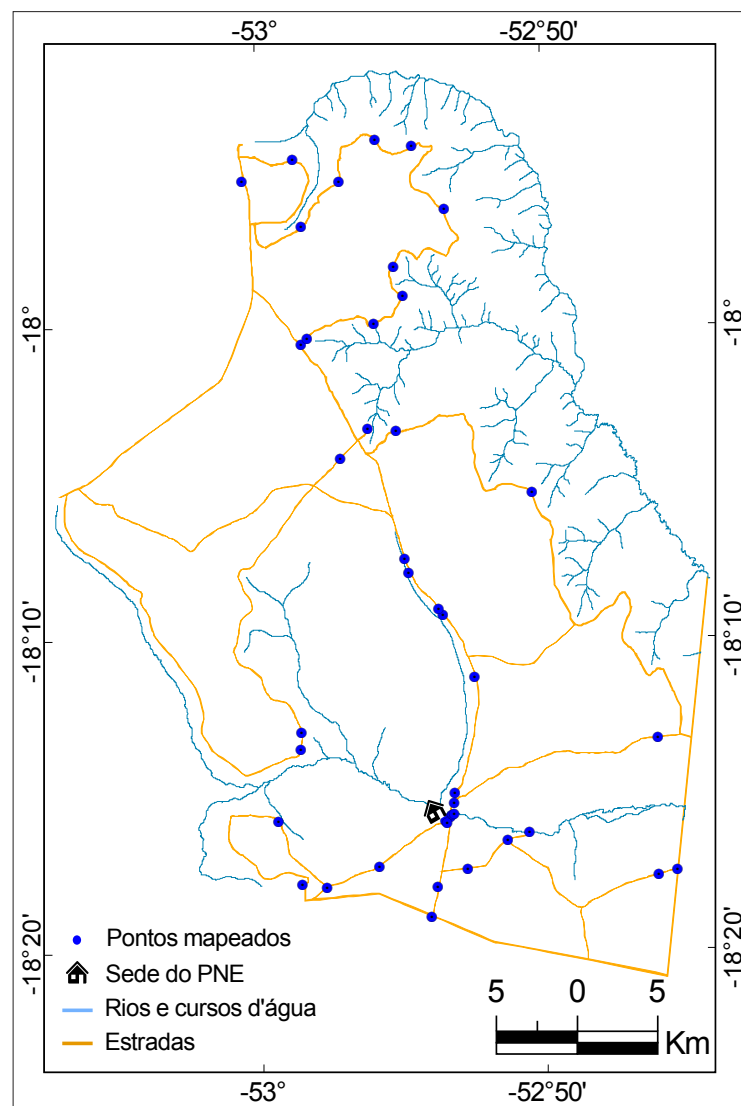 -53° -52°50'
-18° -18°
-18°10' -18°10'
-18°20' -18°20'
Pontos mapeados
Sede do PNE
Rios e cursos d'água
Estradas
5 0 5
Km
-53° -52°50'